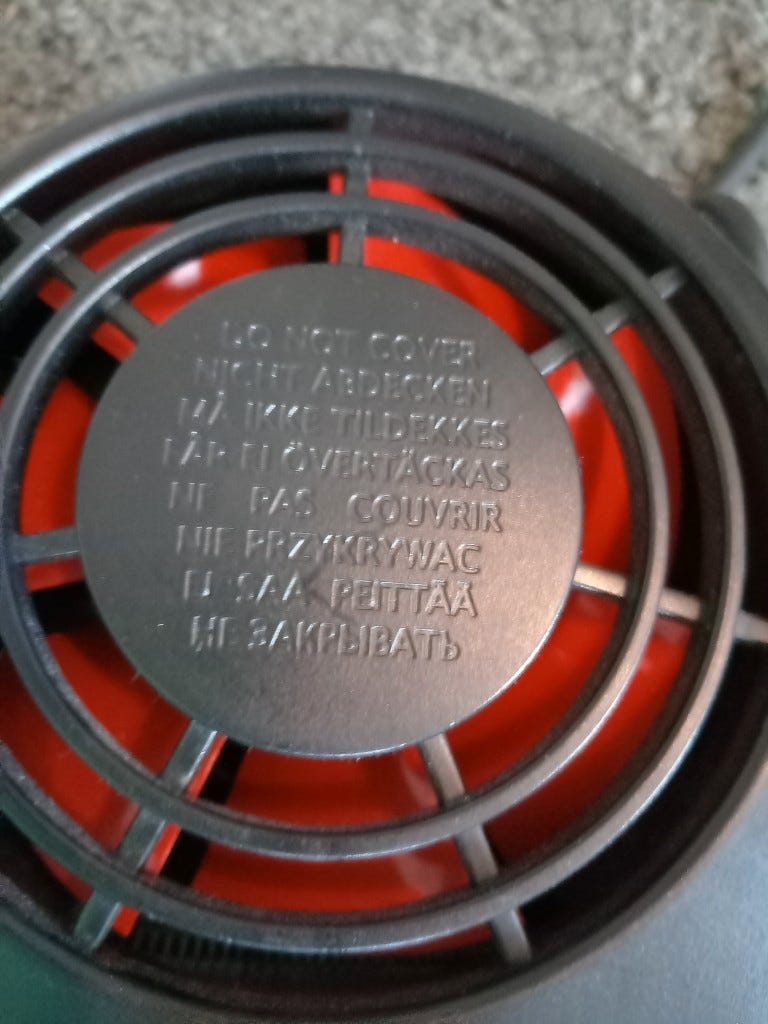 DO NOT COVER
NICHT ABDECKEN
MÅ IKKE TILDEKKES
FÅR EJ ÖVERTÄCKAS
NE PAS COUVRIR
NIE PRZYKRYWAC
EI SAA PEITTÄÄ
НЕ ЗАКРЫВАТЬ